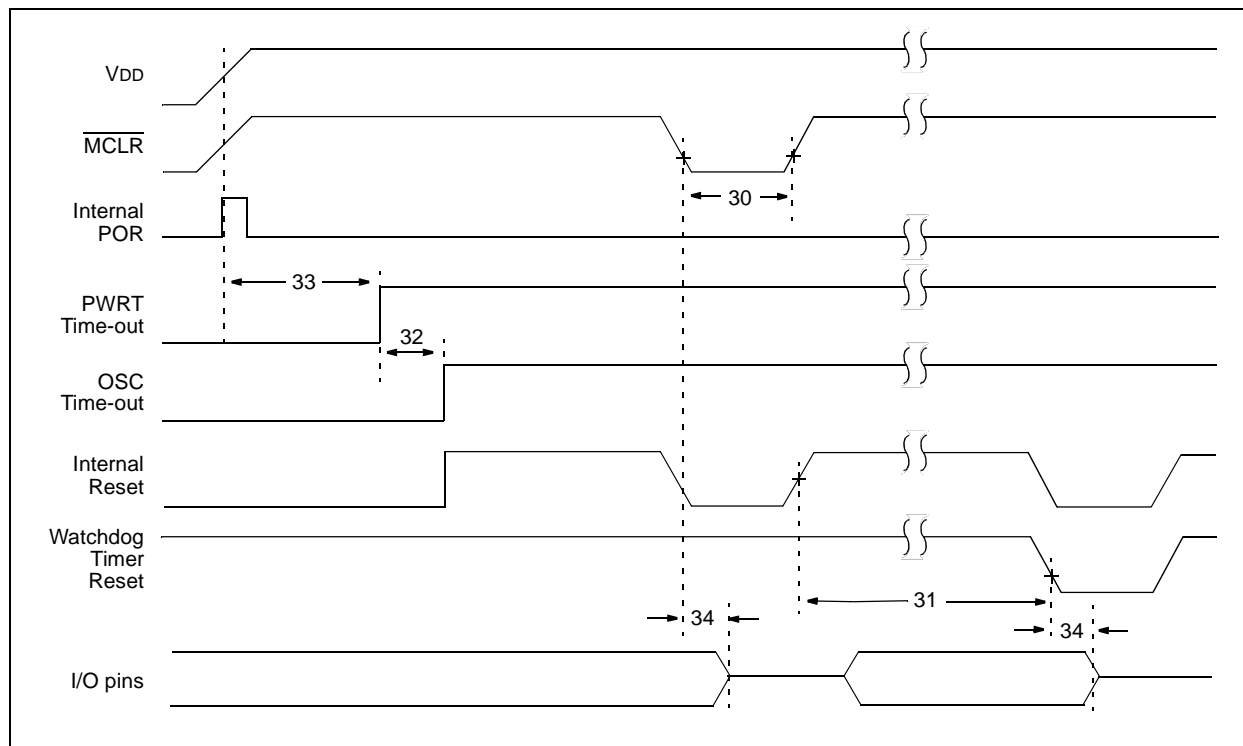 VDD
MCLR
30
Internal
POR
33
PWRT
Time-out
32
OSC
Time-out
Internal
Reset
Watchdog
Timer
Reset
31
34
34
I/O pins